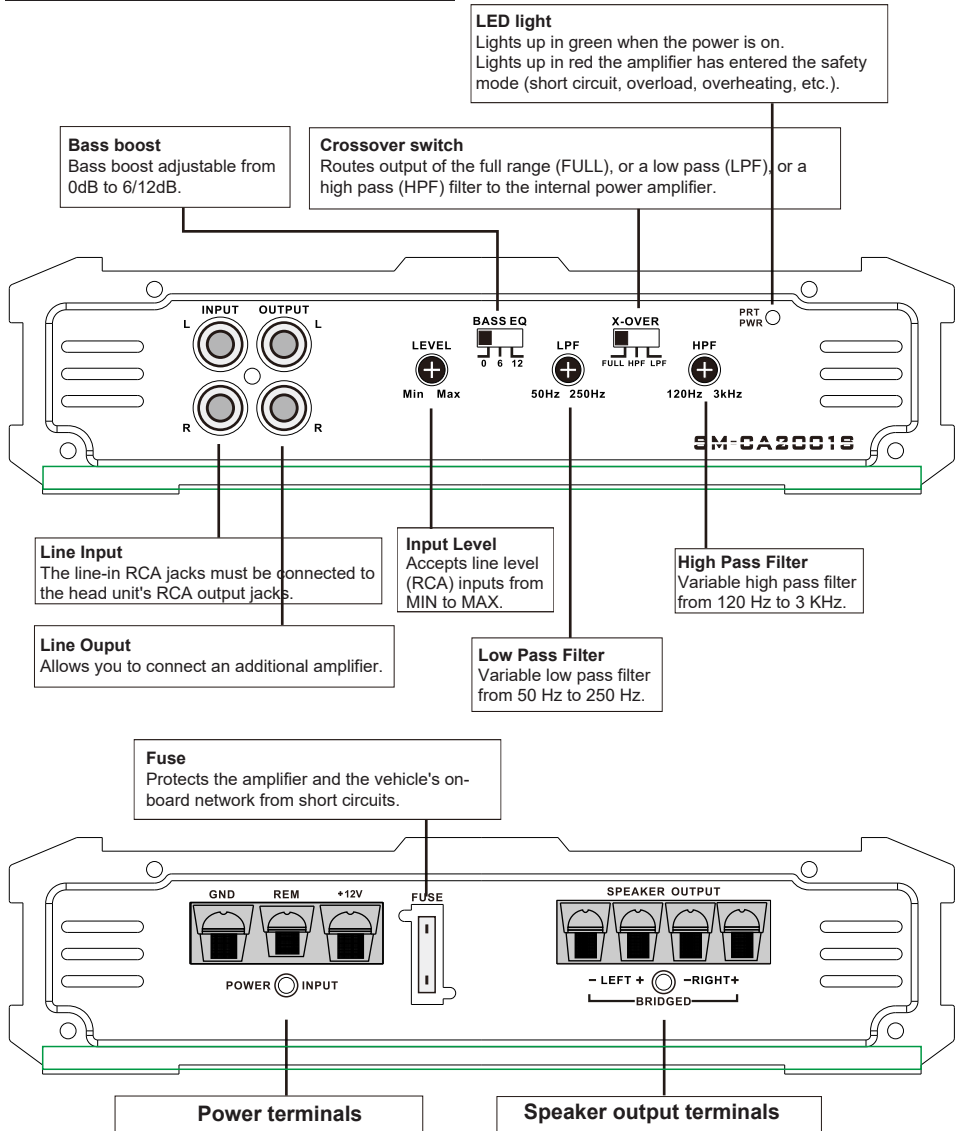 LED light
Lights up in green when the power is on.
Lights up in red the amplifier has entered the safety
mode (short circuit, overload, overheating, etc.).
Bass boost
Bass boost adjustable from
0dB to 6/12dB.
Crossover switch
Routes output of the full range (FULL), or a low pass (LPF), or a
high pass (HPF) filter to the internal power amplifier.
INPUT OUTPUT
L L
R R
LEVEL
Min Max
BASS EQ
0 6 12
LPF
50Hz 250Hz
X-OVER
FULL HPF LPF
HPF
120Hz 3kHz
PRT
PWR
SM-CA2001S
Line Input
The line-in RCA jacks must be connected to
the head unit's RCA output jacks.
Line Ouput
Allows you to connect an additional amplifier.
Input Level
Accepts line level
(RCA) inputs from
MIN to MAX.
Low Pass Filter
Variable low pass filter
from 50 Hz to 250 Hz.
High Pass Filter
Variable high pass filter
from 120 Hz to 3 KHz.
Fuse
Protects the amplifier and the vehicle's on-
board network from short circuits.
GND REM +12V
POWER INPUT
FUSE
SPEAKER OUTPUT
- LEFT + -RIGHT+
BRIDGED
Power terminals
Speaker output terminals